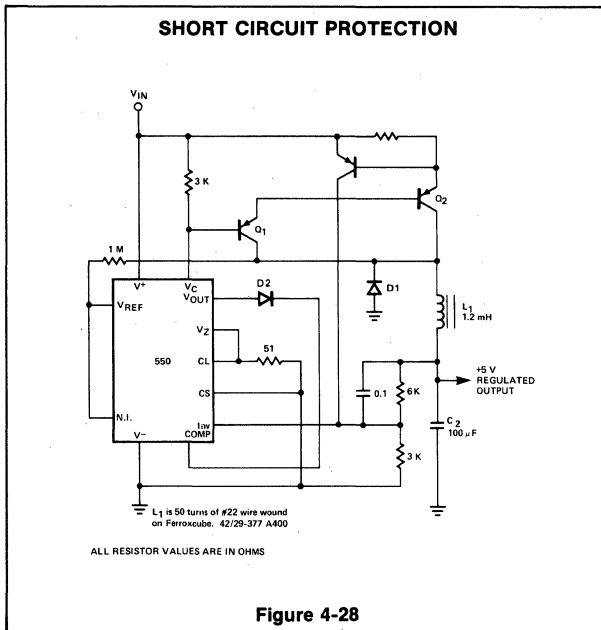 SHORT CIRCUIT PROTECTION
VIN
3 K
Q1
Q2
1 M
V+
VC
VOUT
D2
D1
VREF
L1
1.2 mH
VZ
550
CL
51
CS
0.1
6K
+5 V
REGULATED
OUTPUT
N.I.
Inv
COMP
C2
100 μF
V−
3 K
L1 is 50 turns of #22 wire wound
on Ferroxcube. 42/29-377 A400
ALL RESISTOR VALUES ARE IN OHMS
Figure 4-28